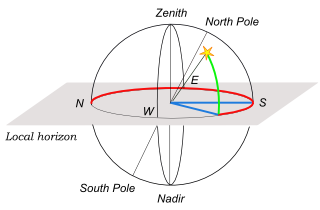 Zenith
North Pole
E
N
S
W
Local horizon
South Pole
Nadir